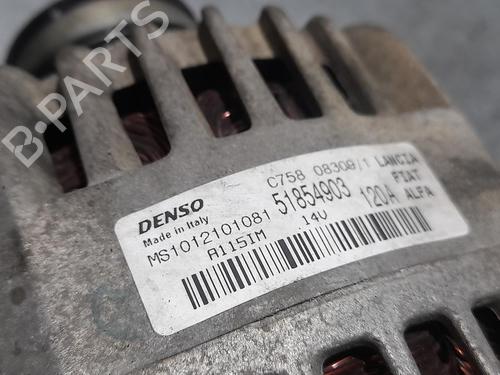 B-PARTS
DENSO C758 08309/1 LANCIA
Made in Italy 51854903 FIAT
MS1012101081 120A ALFA
A115IM 14V